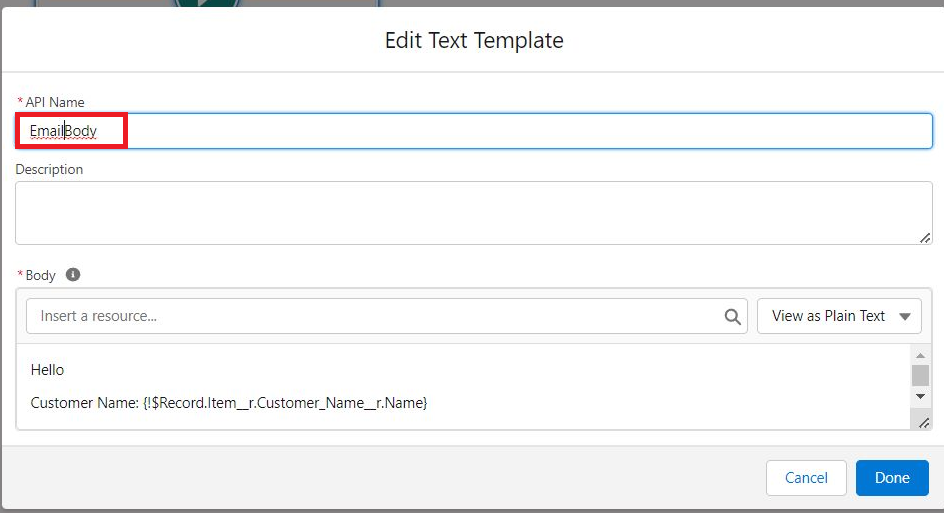 Edit Text Template
* API Name
EmailBody
Description
* Body
Insert a resource...
View as Plain Text
Hello
Customer Name: {!$Record.Item__r.Customer_Name__r.Name}
Cancel
Done